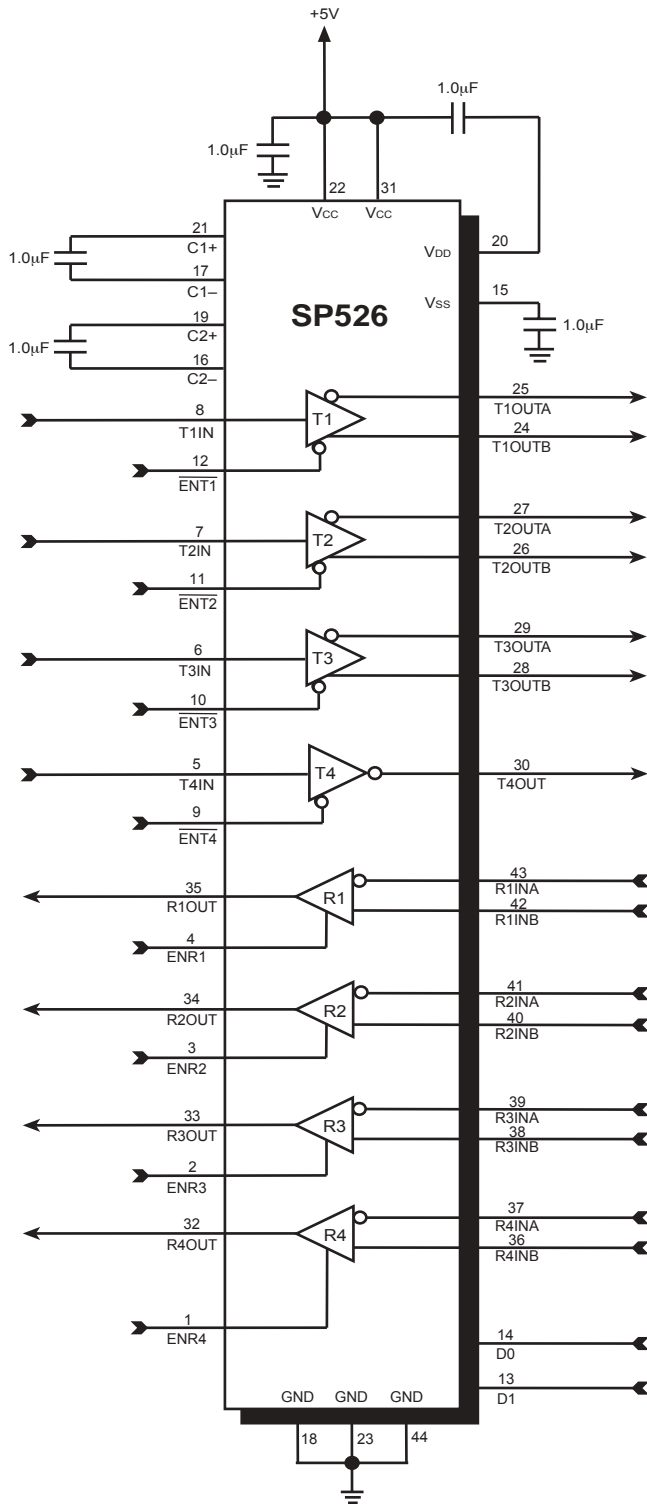 +5V
1.0µF
1.0µF
22 31
VCC VCC
21
C1+
1.0µF
17
C1–
20
VDD
15
VSS
SP526
19
C2+
1.0µF
16
C2–
1.0µF
8
T1IN
T1
25
T1OUTA
24
T1OUTB
12
ENT1
7
T2IN
T2
27
T2OUTA
26
T2OUTB
11
ENT2
6
T3IN
T3
29
T3OUTA
28
T3OUTB
10
ENT3
5
T4IN
T4
30
T4OUT
9
ENT4
35
R1OUT
R1
43
R1INA
42
R1INB
4
ENR1
34
R2OUT
R2
41
R2INA
40
R2INB
3
ENR2
33
R3OUT
R3
39
R3INA
38
R3INB
2
ENR3
32
R4OUT
R4
37
R4INA
36
R4INB
1
ENR4
14
D0
13
D1
GND GND GND
18 23 44